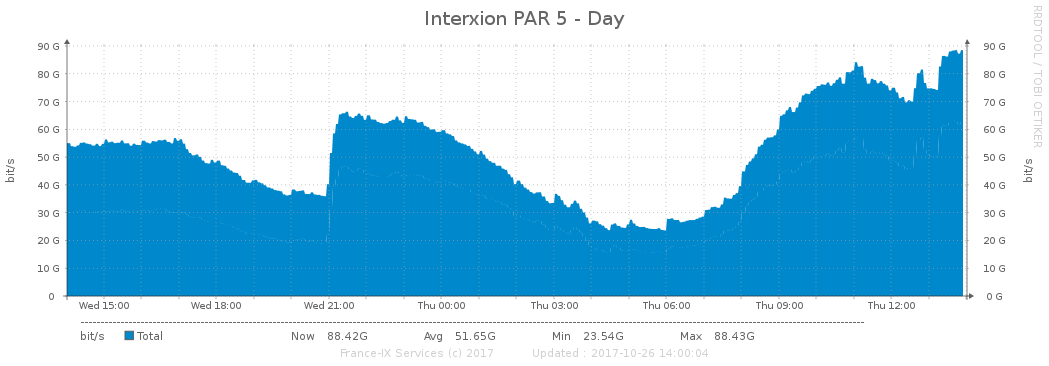 Interxion PAR 5 - Day
RRDTOOL / TOBI OETIKER
90 G 90 G
80 G 80 G
70 G 70 G
60 G 60 G
50 G 50 G
40 G 40 G
30 G 30 G
20 G 20 G
10 G 10 G
0 0 G
bit/s
bit/s
Wed 15:00 Wed 18:00 Wed 21:00 Thu 00:00 Thu 03:00 Thu 06:00 Thu 09:00 Thu 12:00
bit/s Total Now 88.42G Avg 51.65G Min 23.54G Max 88.43G
France-IX Services (c) 2017 Updated : 2017-10-26 14:00:04